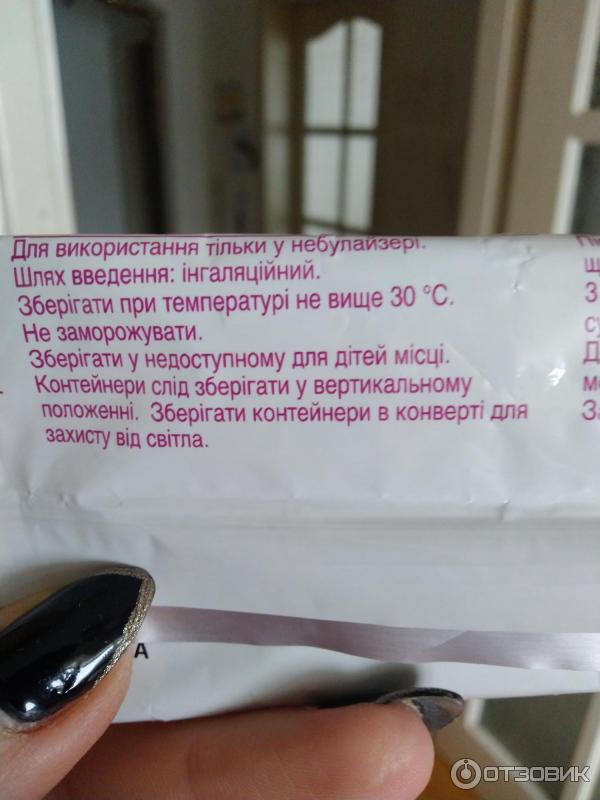 Для використання тільки у небулайзері.
Шлях введення: інгаляційний.
Зберігати при температурі не вище 30 °C.
Не заморожувати.
Зберігати у недоступному для дітей місці.
Контейнери слід зберігати у вертикальному
положенні. Зберігати контейнери в конверті для
захисту від світла.
А
ОТЗОВИК